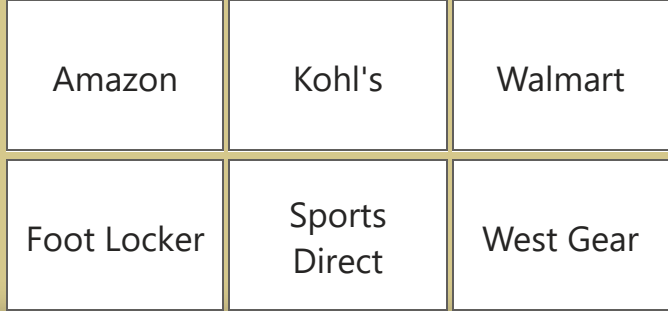 Amazon
Kohl's
Walmart
Foot Locker
Sports
Direct
West Gear